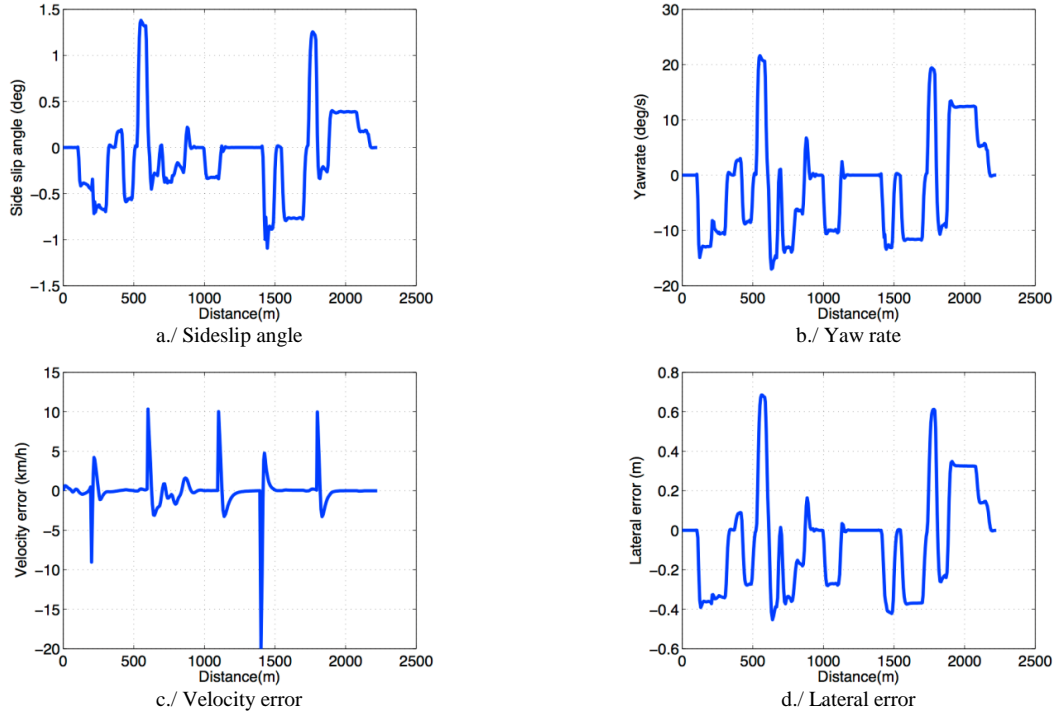 1.5
1
0.5
0
−0.5
−1
−1.5
Side slip angle (deg)
0 500 1000 1500 2000 2500
Distance(m)
a./ Sideslip angle
30
20
10
0
−10
−20
Yawrate (deg/s)
0 500 1000 1500 2000 2500
Distance(m)
b./ Yaw rate
15
10
5
0
−5
−10
−15
−20
Velocity error (km/h)
0 500 1000 1500 2000 2500
Distance(m)
c./ Velocity error
0.8
0.6
0.4
0.2
0
−0.2
−0.4
−0.6
Lateral error (m)
0 500 1000 1500 2000 2500
Distance(m)
d./ Lateral error